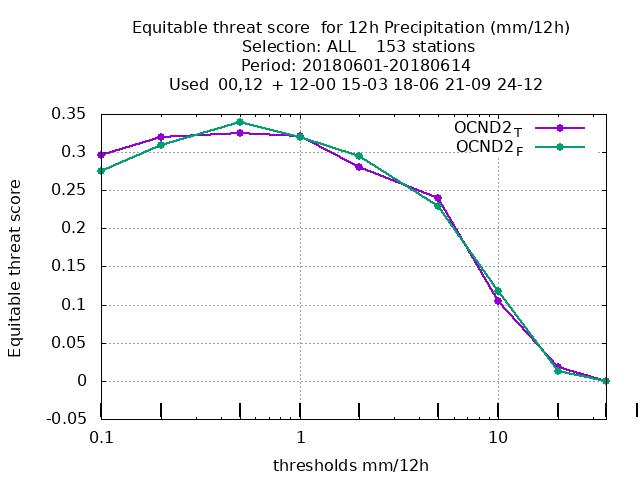 Equitable threat score  for 12h Precipitation (mm/12h)
Selection: ALL    153 stations
Period: 20180601-20180614
Used  00,12  + 12-00 15-03 18-06 21-09 24-12
OCND2T
OCND2F
Equitable threat score
0.35
0.3
0.25
0.2
0.15
0.1
0.05
0
-0.05
0.1
1
10
thresholds mm/12h